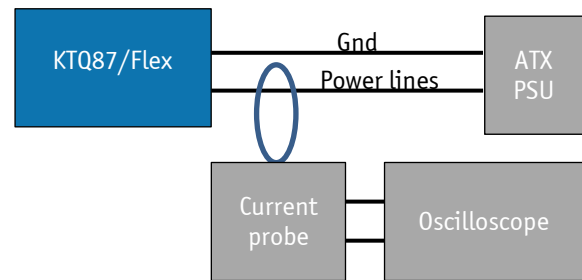 KTQ87/Flex
Gnd
Power lines
ATX
PSU
Current
probe
Oscilloscope